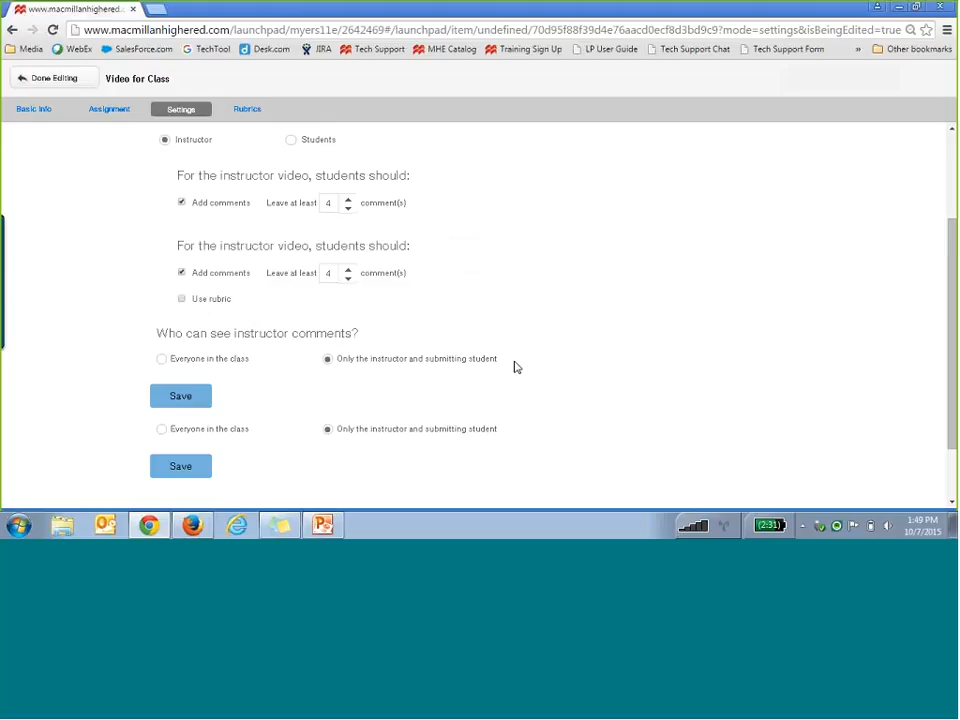 www.macmillanhighered.c
www.macmillanhighered.com/launchpad/myers11e/2642469#/launchpad/item/undefined/70d95f88f39d4e76aacd0ecf8d3bd9c9?mode=settings&isBeingEdited=true
Media WebEx SalesForce.com TechTool Desk.com JIRA Tech Support MHE Catalog Training Sign Up LP User Guide Tech Support Chat Tech Support Form » Other bookmarks
Done Editing Video for Class
Basic Info Assignment Settings Rubrics
Instructor Students
For the instructor video, students should:
Add comments Leave at least 4 comment(s)
For the instructor video, students should:
Add comments Leave at least 4 comment(s)
Use rubric
Who can see instructor comments?
Everyone in the class Only the instructor and submitting student
Save
Everyone in the class Only the instructor and submitting student
Save
(2:31) 1:49 PM
10/7/2015